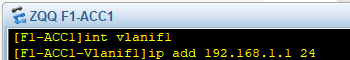 ZQQ F1-ACC1
[F1-ACC1]int vlanif1
[F1-ACC1-Vlanif1]ip add 192.168.1.1 24